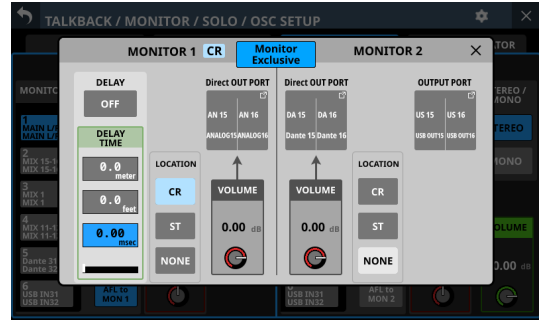 TALKBACK / MONITOR / SOLO / OSC SETUP
MONITOR 1
CR
Monitor
Exclusive
MONITOR 2
DELAY
OFF
DELAY
TIME
0.0
meter
0.0
feet
0.00
msec
LOCATION
CR
ST
NONE
Direct OUT PORT
AN 15
AN 16
ANALOG15
ANALOG16
VOLUME
0.00 dB
Direct OUT PORT
DA 15
DA 16
Dante 15
Dante 16
VOLUME
0.00 dB
LOCATION
CR
ST
NONE
OUTPUT PORT
US 15
US 16
USB OUT15
USB OUT16
MONITO
1
MAIN L/
MAIN L/
2
MIX 15-1
MIX 15-1
3
MIX 1
MIX 1
4
MIX 11-1
MIX 11-1
5
Dante 31
Dante 32
6
USB IN31
USB IN32
AFL to
MON 1
USB IN31
USB IN32
AFL to
MON 2
TOR
EREO /
MONO
TEREO
MONO
OLUME
0.00 dB